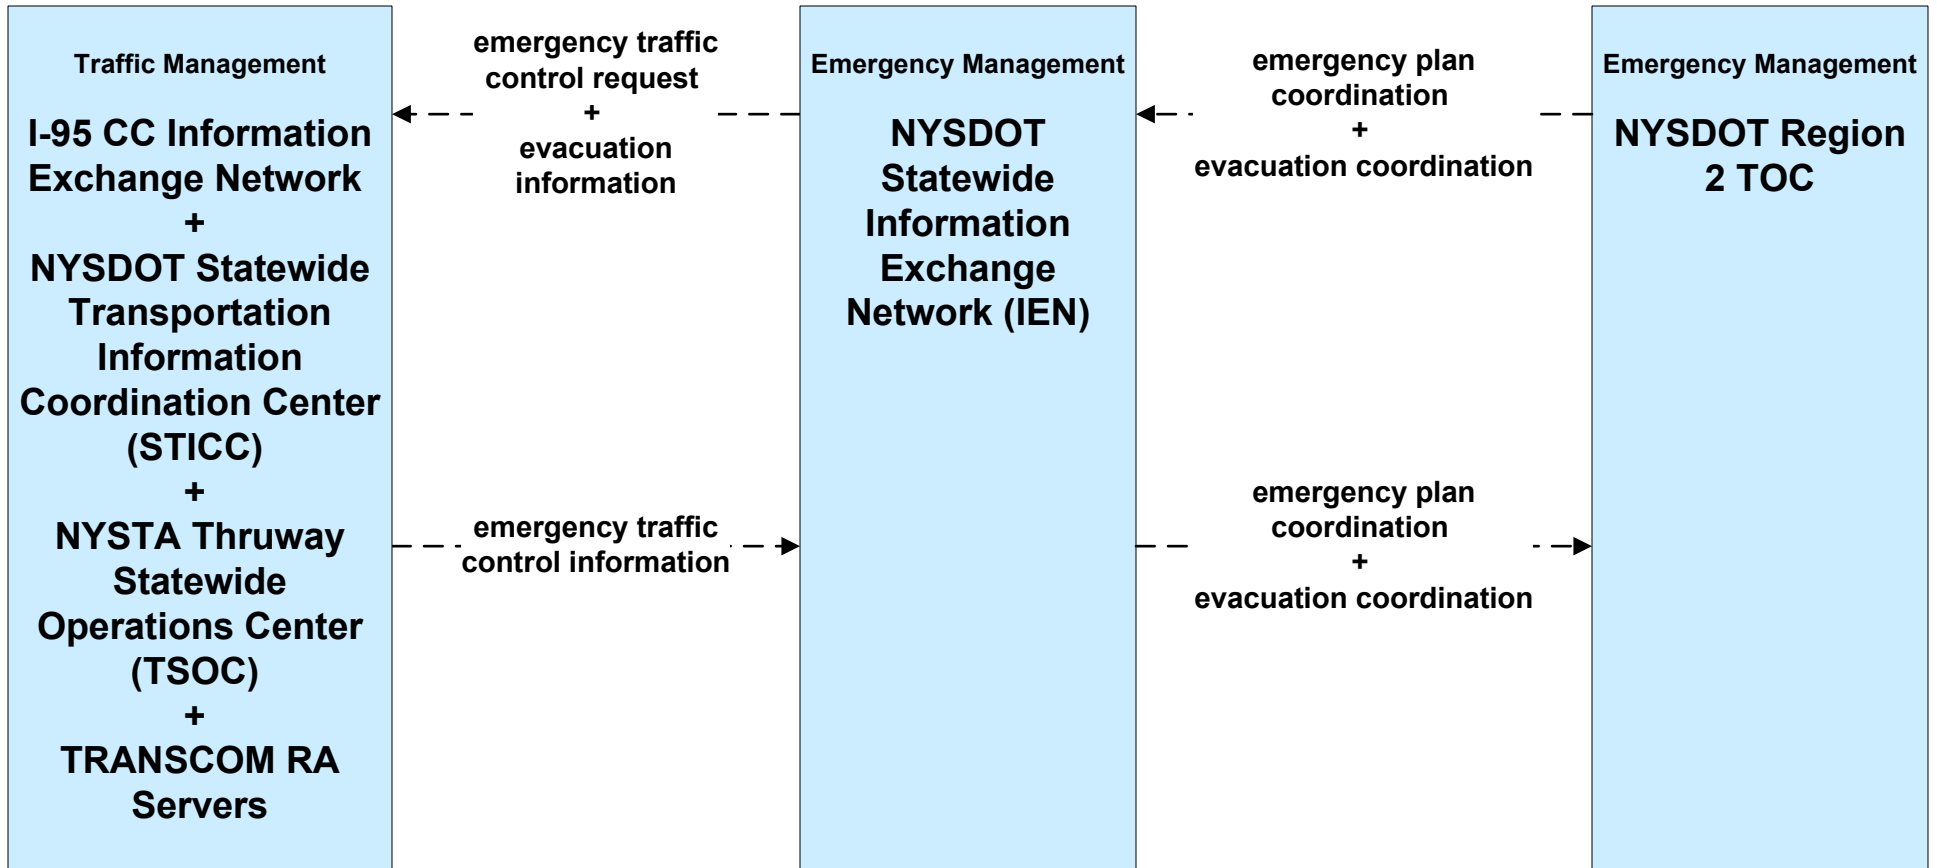 Traffic Management
I-95 CC Information
Exchange Network
+
NYSDOT Statewide
Transportation
Information
Coordination Center
(STICC)
+
NYSTA Thruway
Statewide
Operations Center
(TSOC)
+
TRANSCOM RA
Servers
emergency traffic
control request
+
evacuation
information
emergency traffic
control information
Emergency Management
NYSDOT
Statewide
Information
Exchange
Network (IEN)
emergency plan
coordination
+
evacuation coordination
emergency plan
coordination
+
evacuation coordination
Emergency Management
NYSDOT Region
2 TOC